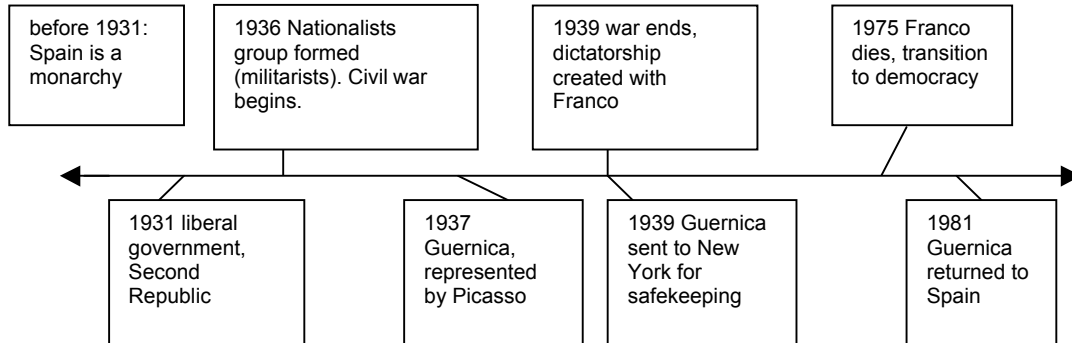 before 1931:
Spain is a
monarchy
1936 Nationalists
group formed
(militarists). Civil war
begins.
1939 war ends,
dictatorship
created with
Franco
1975 Franco
dies, transition
to democracy
1931 liberal
government,
Second
Republic
1937
Guernica,
represented
by Picasso
1939 Guernica
sent to New
York for
safekeeping
1981
Guernica
returned to
Spain